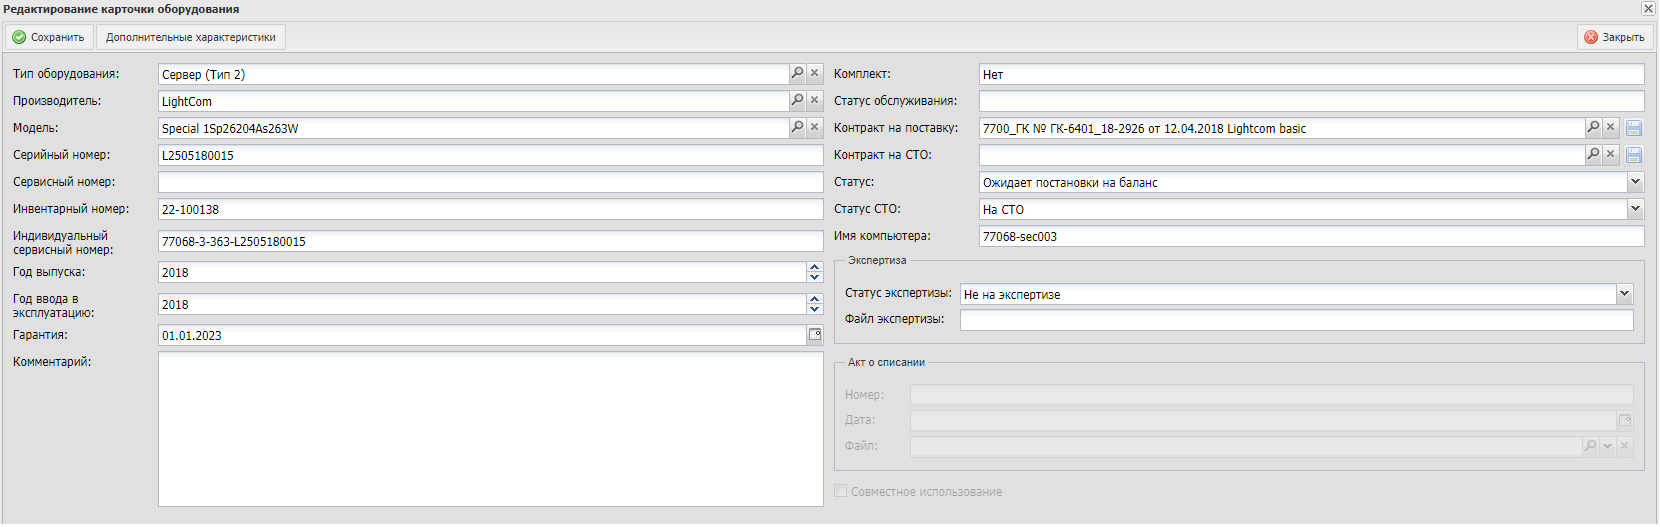 Редактирование карточки оборудования
Сохранить
Дополнительные характеристики
Закрыть
Тип оборудования: Сервер (Тип 2)
Производитель: LightCom
Модель: Special 1Sp26204As263W
Серийный номер: L2505180015
Сервисный номер:
Инвентарный номер: 22-100138
Индивидуальный
сервисный номер: 77068-3-363-L2505180015
Год выпуска: 2018
Год ввода в
эксплуатацию: 2018
Гарантия: 01.01.2023
Комментарий:
Комплект: Нет
Статус обслуживания:
Контракт на поставку: 7700_ГК № ГК-6401_18-2926 от 12.04.2018 Lightcom basic
Контракт на СТО:
Статус: Ожидает постановки на баланс
Статус СТО: На СТО
Имя компьютера: 77068-sec003
Экспертиза
Статус экспертизы: Не на экспертизе
Файл экспертизы:
Акт о списании
Номер:
Дата:
Файл:
Совместное использование